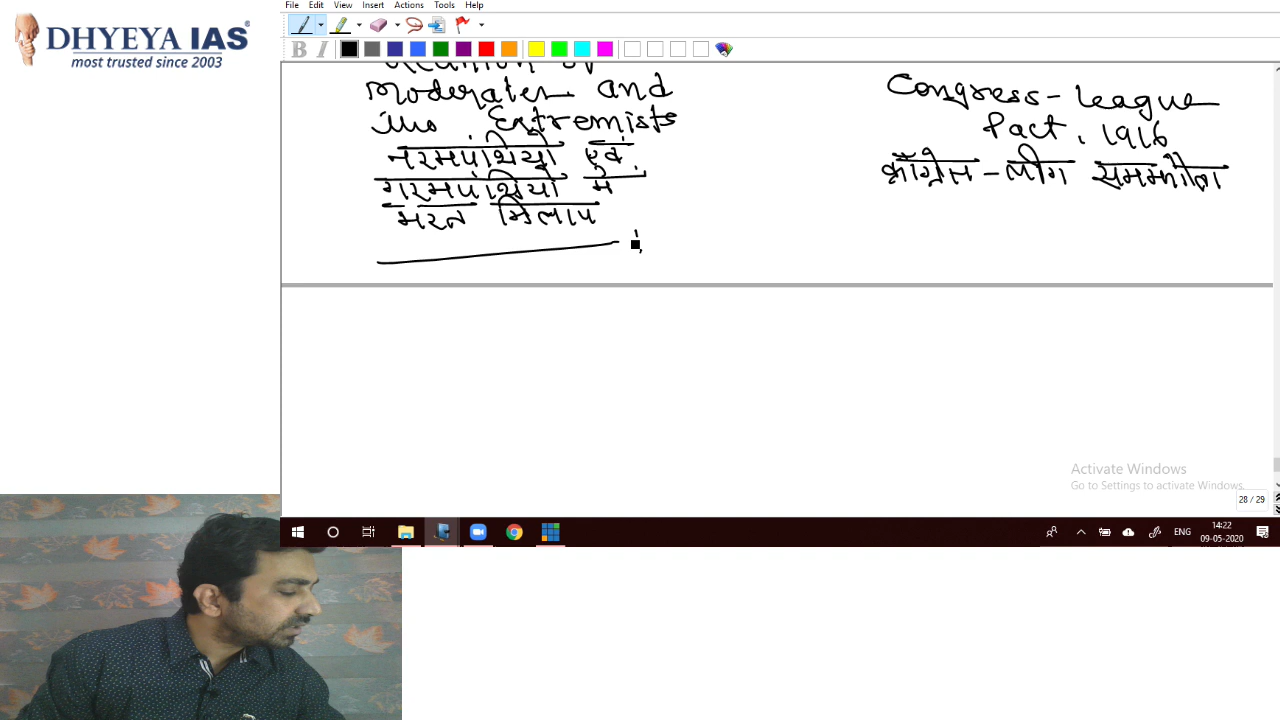 File Edit View Insert Actions Tools Help
DHYEYA IAS®
most trusted since 2003
B I
Reunion of
Moderates and
Extremists
नरमपंथियों एवं
गरमपंथियों में
भरत मिलाप
Congress - League
Pact, 1916
काँग्रेस - लीग समझौता
Activate Windows
Go to Settings to activate Windows.
28 / 29
ENG
14:22
09-05-2020